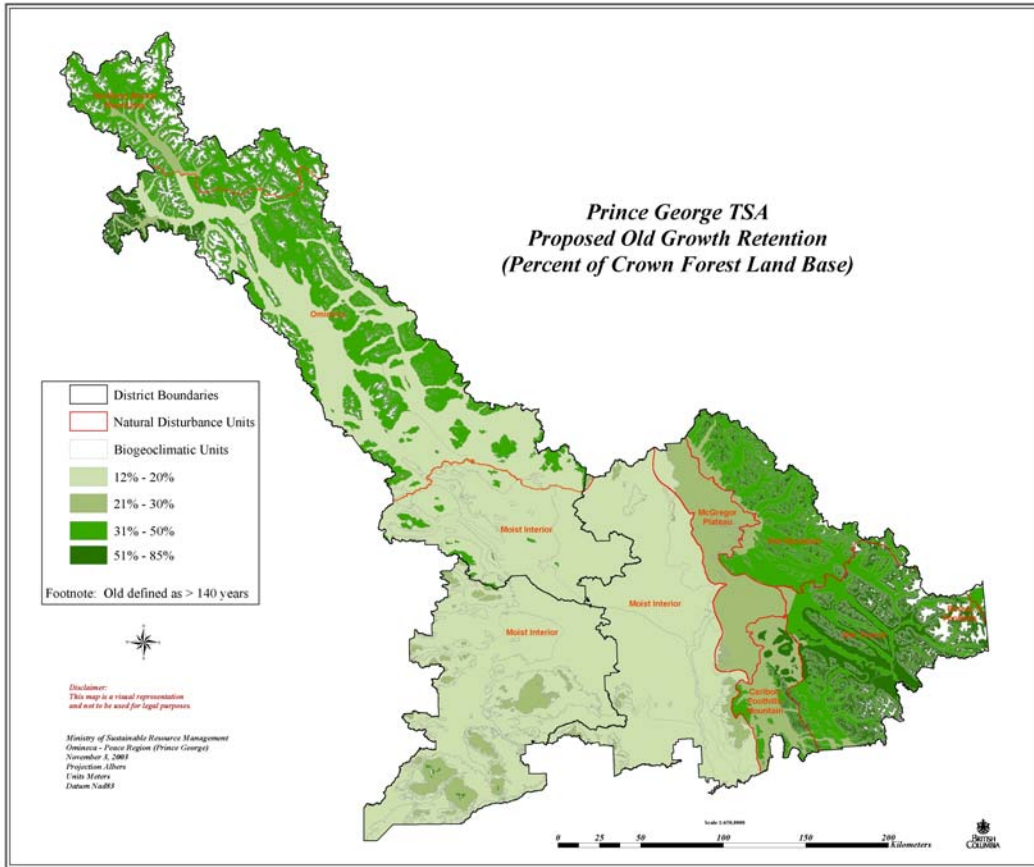 Prince George TSA
Proposed Old Growth Retention
(Percent of Crown Forest Land Base)
Moist Interior
McGregor
Plateau
Moist Interior
Moist Interior
Cariboo
Foothills
Mountain
District Boundaries
Natural Disturbance Units
Biogeoclimatic Units
12% - 20%
21% - 30%
31% - 50%
51% - 85%
Footnote: Old defined as > 140 years
Disclaimer:
This map is a visual representation
and not to be used for legal purposes.
Ministry of Sustainable Resource Management
Omineca - Peace Region (Prince George)
November 3, 2003
Projection Albers
Units Meters
Datum Nad83
0 25 50 100 150 200
Kilometers
BRITISH
COLUMBIA